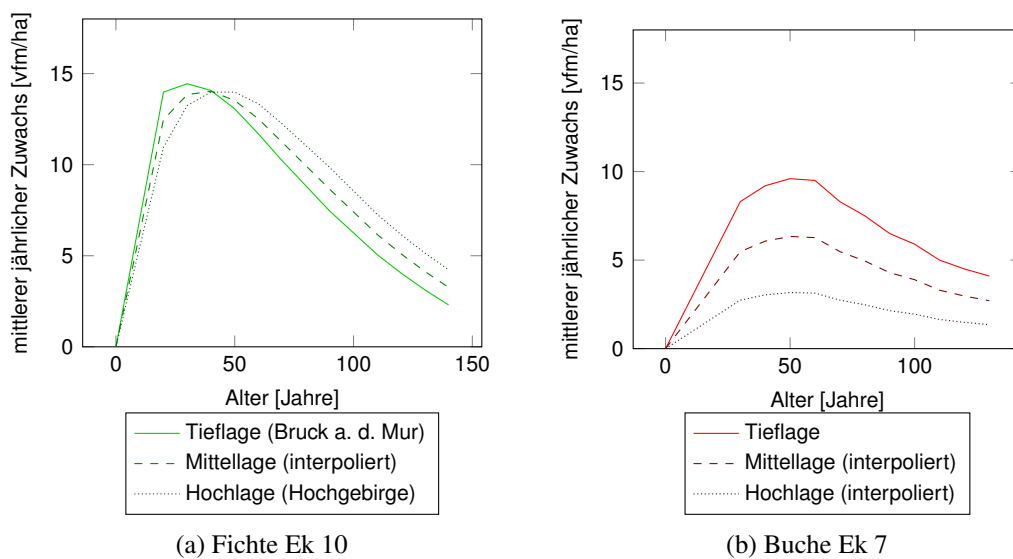 mittlerer jährlicher Zuwachs [vfm/ha]
15
10
5
0
0 50 100 150
Alter [Jahre]
Tieflage (Bruck a. d. Mur)
Mittellage (interpoliert)
Hochlage (Hochgebirge)
(a) Fichte Ek 10
mittlerer jährlicher Zuwachs [vfm/ha]
15
10
5
0
0 50 100
Alter [Jahre]
Tieflage
Mittellage (interpoliert)
Hochlage (interpoliert)
(b) Buche Ek 7